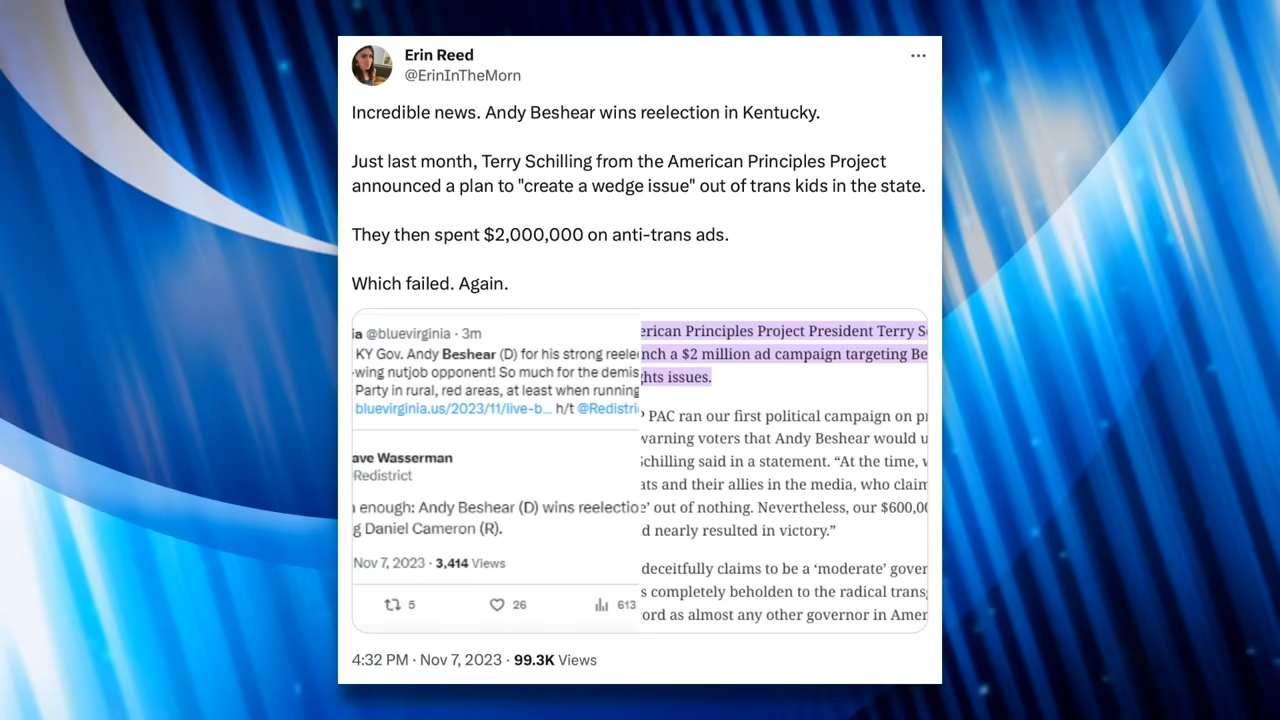 Erin Reed
@ErinInTheMorn
Incredible news. Andy Beshear wins reelection in Kentucky.
Just last month, Terry Schilling from the American Principles Project
announced a plan to "create a wedge issue" out of trans kids in the state.
They then spent $2,000,000 on anti-trans ads.
Which failed. Again.
ia @bluevirginia · 3m
KY Gov. Andy Beshear (D) for his strong reele
-wing nutjob opponent! So much for the demis
Party in rural, red areas, at least when running
bluevirginia.us/2023/11/live-b... h/t @Redistri
ave Wasserman
Redistrict
enough: Andy Beshear (D) wins reelectio
g Daniel Cameron (R).
Nov 7, 2023 · 3,414 Views
5 26 613
erican Principles Project President Terry S
nch a $2 million ad campaign targeting Be
ghts issues.
PAC ran our first political campaign on p
warning voters that Andy Beshear would u
Schilling said in a statement. “At the time,
ats and their allies in the media, who claim
e’ out of nothing. Nevertheless, our $600,00
d nearly resulted in victory.”
deceitfully claims to be a ‘moderate’ gover
s completely beholden to the radical trans
ord as almost any other governor in Amer
4:32 PM · Nov 7, 2023 · 99.3K Views